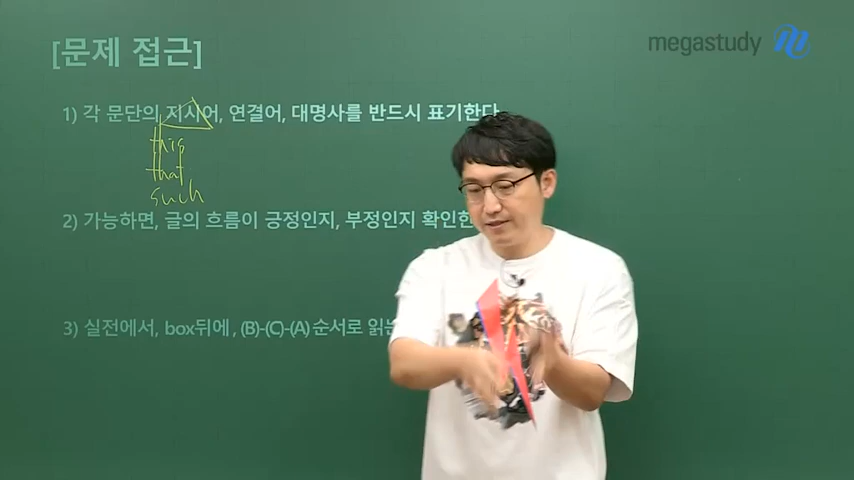 [문제 접근]
megastudy
1) 각 문단의 지시어, 연결어, 대명사를 반드시 표기한다
this
that
such
2) 가능하면, 글의 흐름이 긍정인지, 부정인지 확인한
3) 실전에서, box뒤에, (B)-(C)-(A) 순서로 읽는